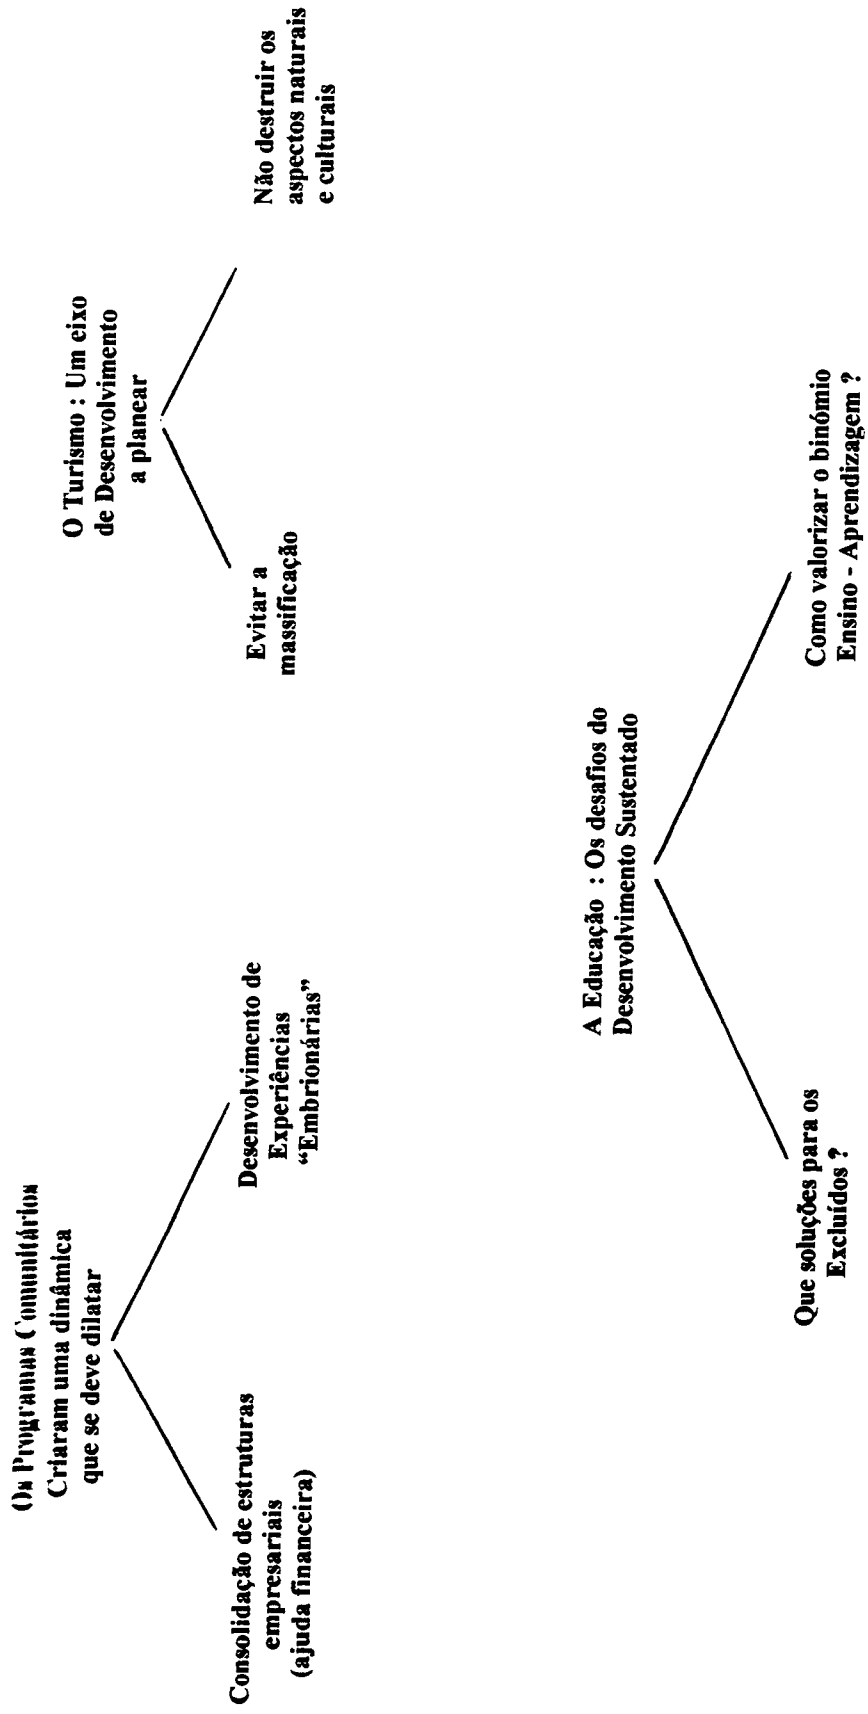 Os Programas Comunitários
Criaram uma dinâmica
que se deve dilatar
Consolidação de estruturas
empresariais
(ajuda financeira)
Desenvolvimento de
Experiências
“Embrionárias”
O Turismo : Um eixo
de Desenvolvimento
a planear
Evitar a
massificação
Não destruir os
aspectos naturais
e culturais
A Educação : Os desafios do
Desenvolvimento Sustentado
Que soluções para os
Excluídos ?
Como valorizar o binómio
Ensino - Aprendizagem ?